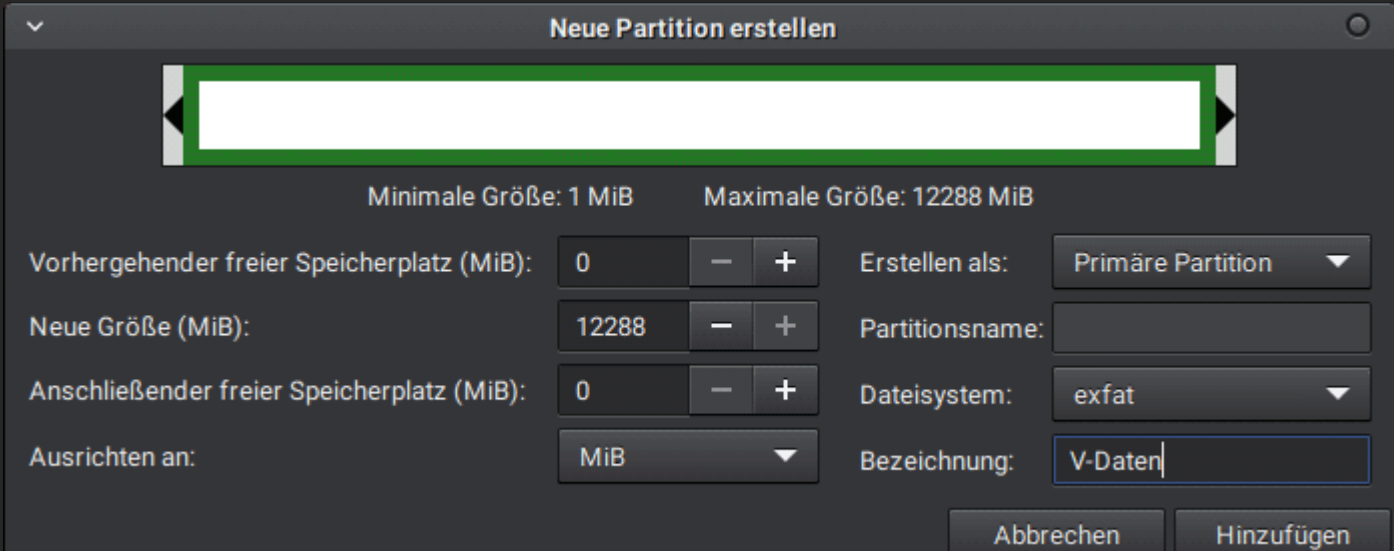 Neue Partition erstellen
Minimale Größe: 1 MiB Maximale Größe: 12288 MiB
Vorhergehender freier Speicherplatz (MiB): 0 − + Erstellen als: Primäre Partition
Neue Größe (MiB): 12288 − + Partitionsname:
Anschließender freier Speicherplatz (MiB): 0 − + Dateisystem: exfat
Ausrichten an: MiB Bezeichnung: V-Daten
Abbrechen Hinzufügen